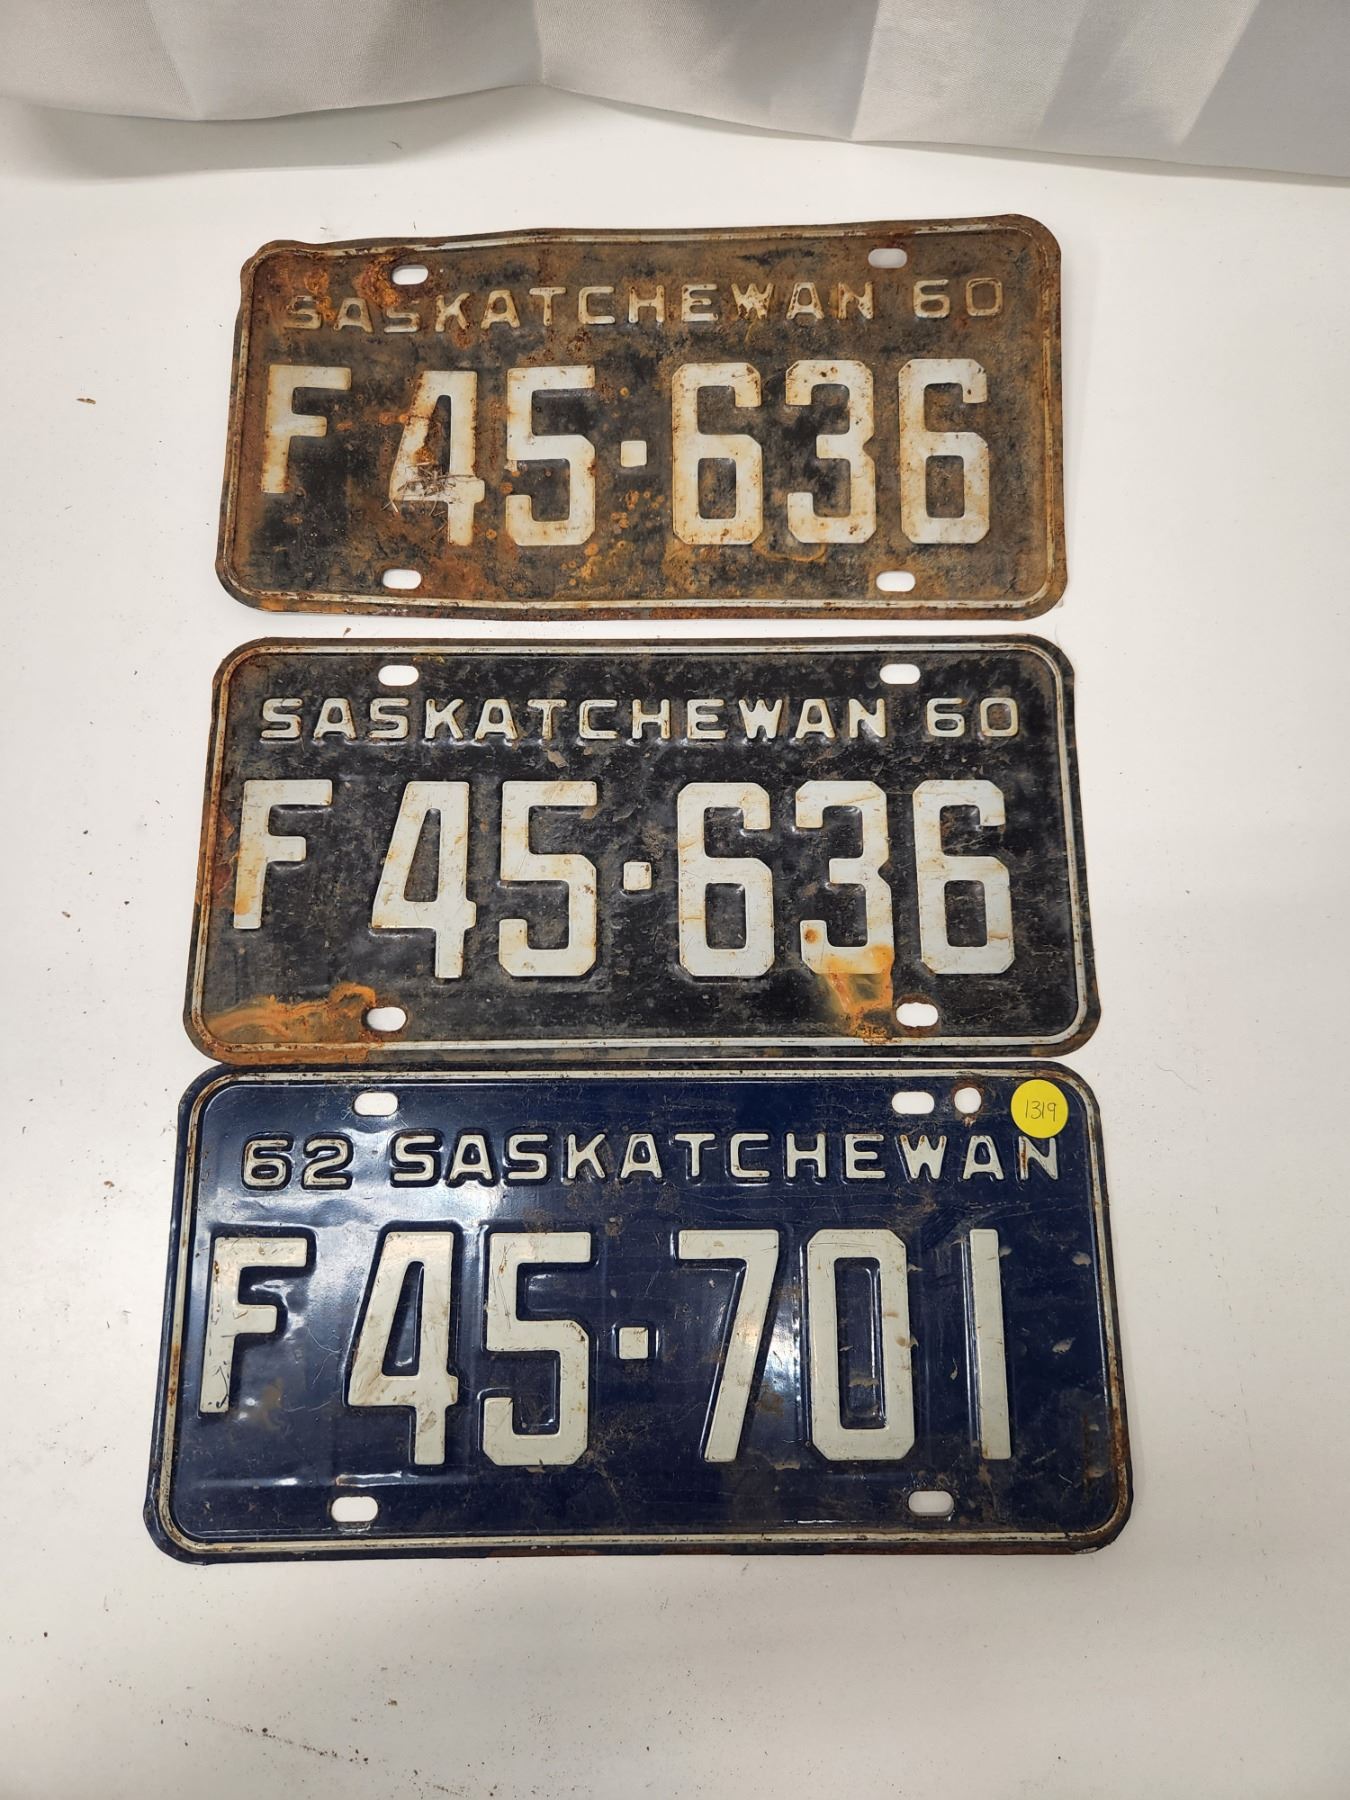 SASKATCHEWAN 60
F 45·636
SASKATCHEWAN 60
F 45·636
1319
62 SASKATCHEWAN
F 45·701